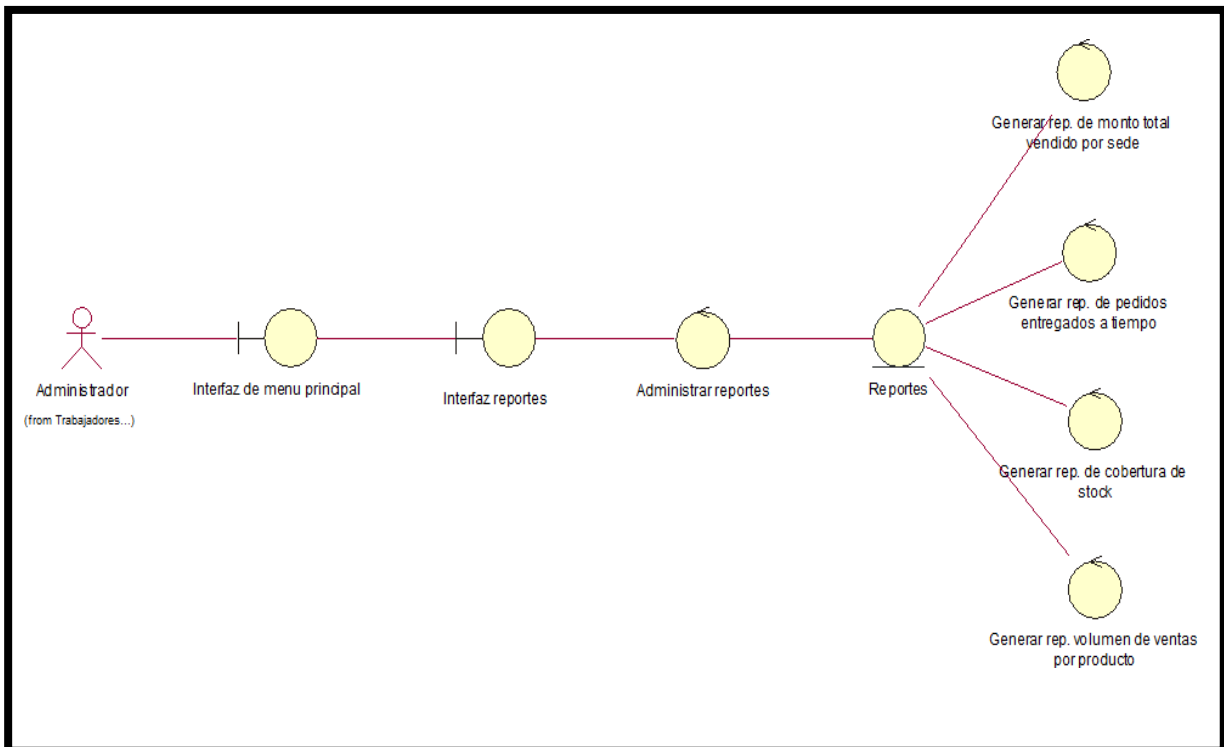 Generar rep. de monto total
vendido por sede
Generar rep. de pedidos
entregados a tiempo
Administrador
(from Trabajadores...)
Interfaz de menu principal
Interfaz reportes
Administrar reportes
Reportes
Generar rep. de cobertura de
stock
Generar rep. volumen de ventas
por producto